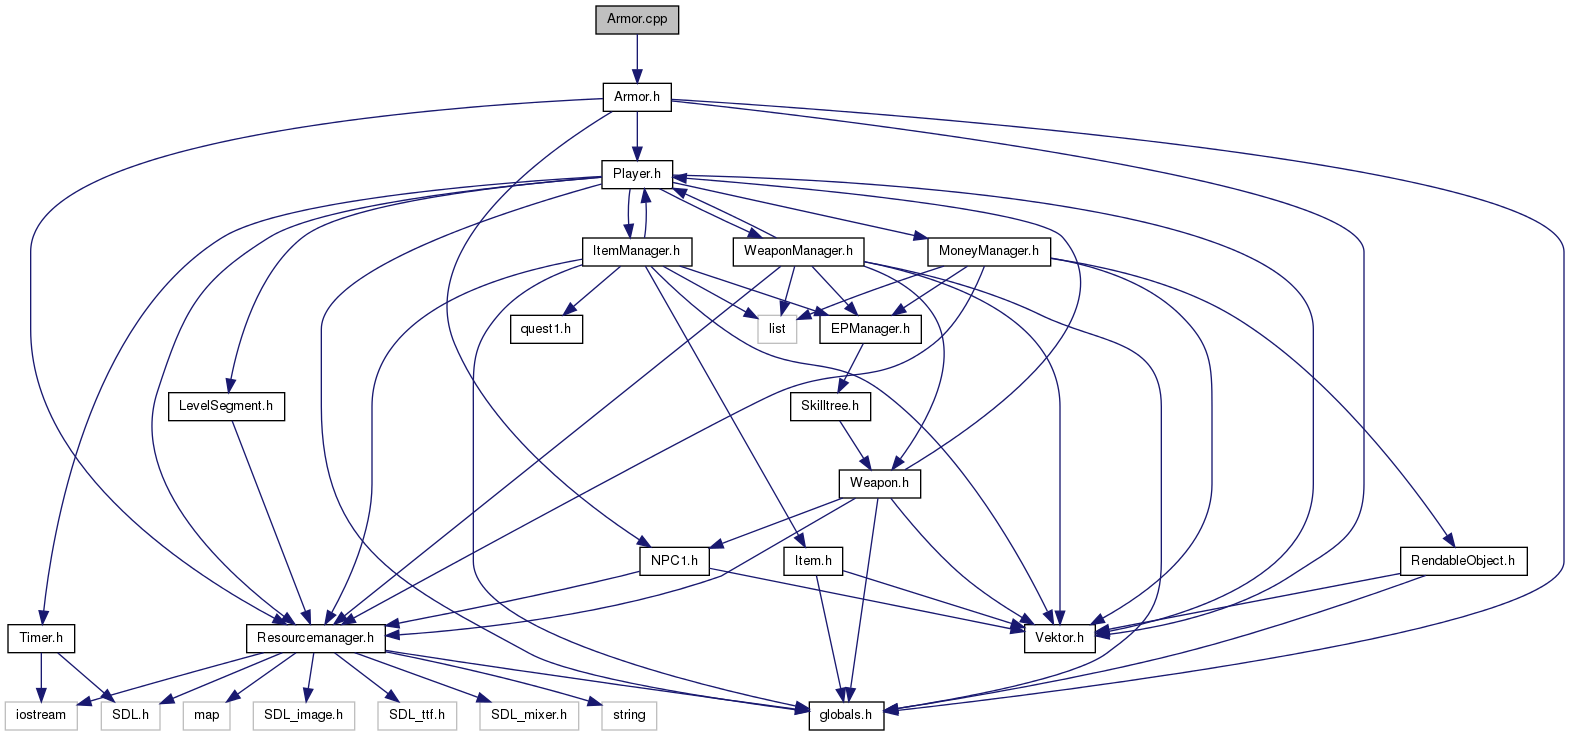 Armor.cpp
Armor.h
Player.h
ItemManager.h
WeaponManager.h
MoneyManager.h
quest1.h
list
EPManager.h
LevelSegment.h
Skilltree.h
Weapon.h
NPC1.h
Item.h
RendableObject.h
Timer.h
Resourcemanager.h
Vektor.h
iostream
SDL.h
map
SDL_image.h
SDL_ttf.h
SDL_mixer.h
string
globals.h